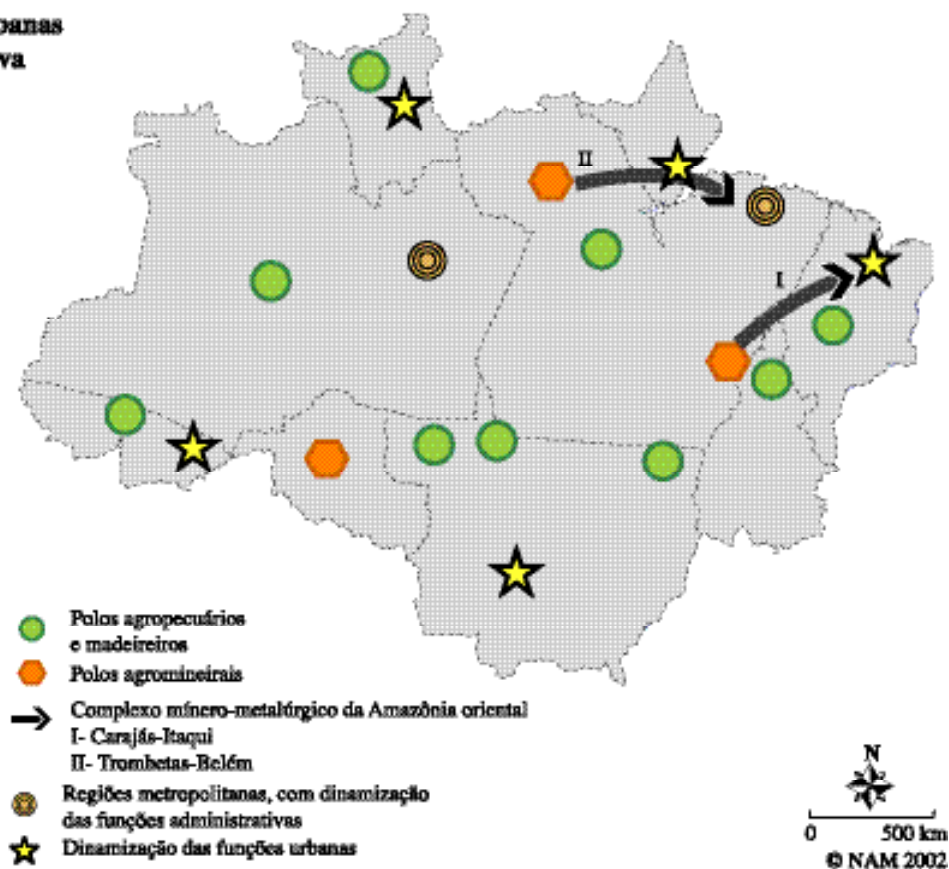 II
I
Polos agropecuários
e madeireiros
Polos agromineirais
Complexo mínero-metalúrgico da Amazônia oriental
I- Carajás-Itaqui
II- Trombetas-Belém
Regiões metropolitanas, com dinamização
das funções administrativas
Dinamização das funções urbanas
N
0 500 km
© NAM 2002